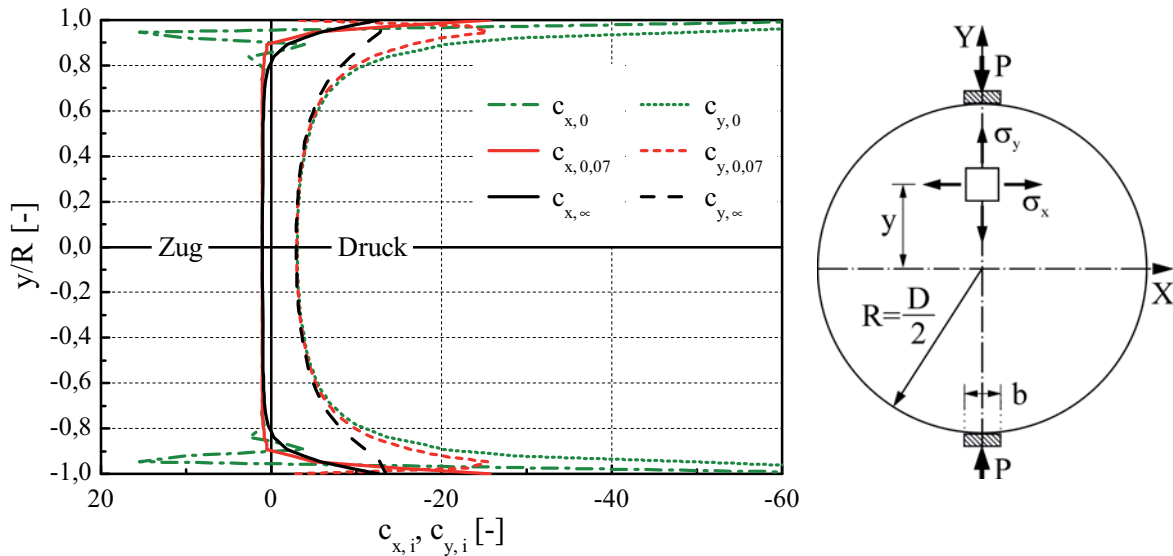 1,0
0,8
0,6
0,4
0,2
0,0
-0,2
-0,4
-0,6
-0,8
-1,0
y/R [-]
20
0
-20
-40
-60
c_x, i, c_y, i [-]
Zug
Druck
c_x, 0
c_y, 0
c_x, 0,07
c_y, 0,07
c_x, ∞
c_y, ∞
Y
P
σ_y
σ_x
y
X
R=D/2
b
P